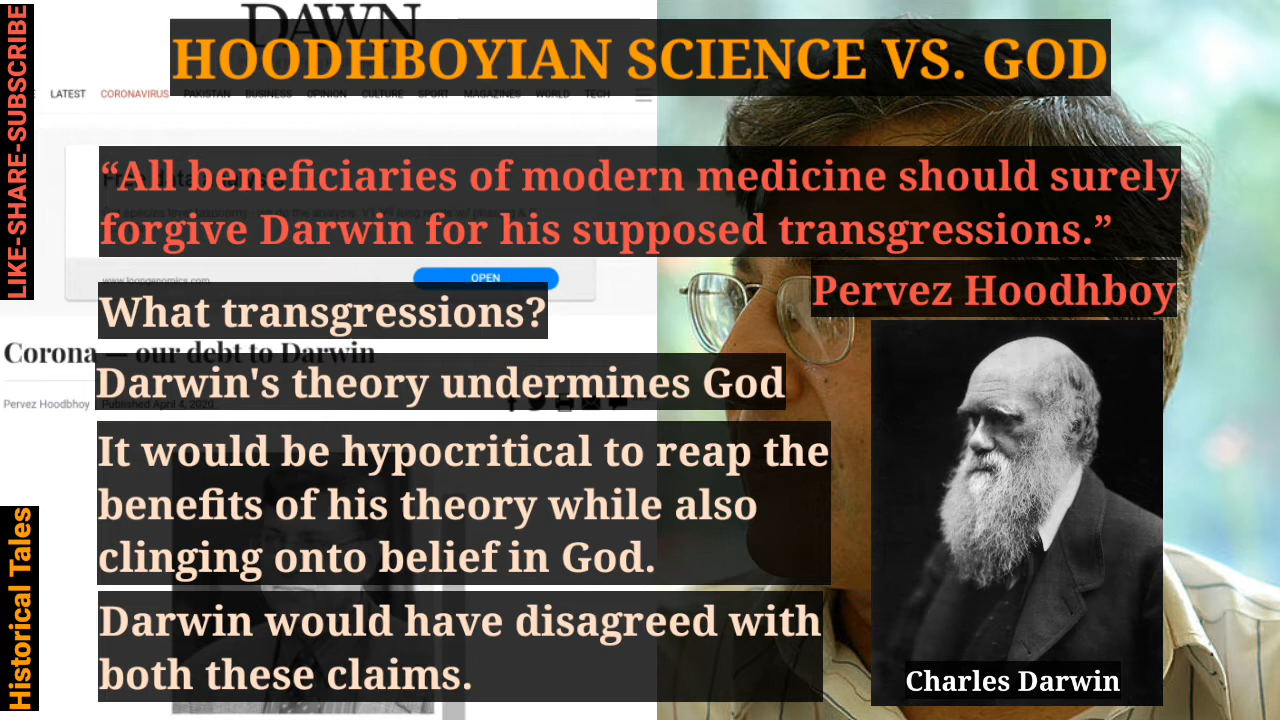 DAWN
HOODHBOYIAN SCIENCE VS. GOD
LATEST CORONAVIRUS PAKISTAN BUSINESS OPINION CULTURE SPORT MAGAZINES WORLD TECH
“All beneficiaries of modern medicine should surely
forgive Darwin for his supposed transgressions.”
Pervez Hoodhboy
www.loopgenomics.com
OPEN
What transgressions?
Corona — our debt to Darwin
Darwin's theory undermines God
Pervez Hoodbhoy Published April 4, 2020
It would be hypocritical to reap the
benefits of his theory while also
clinging onto belief in God.
Darwin would have disagreed with
both these claims.
Charles Darwin
LIKE-SHARE-SUBSCRIBE
Historical Tales